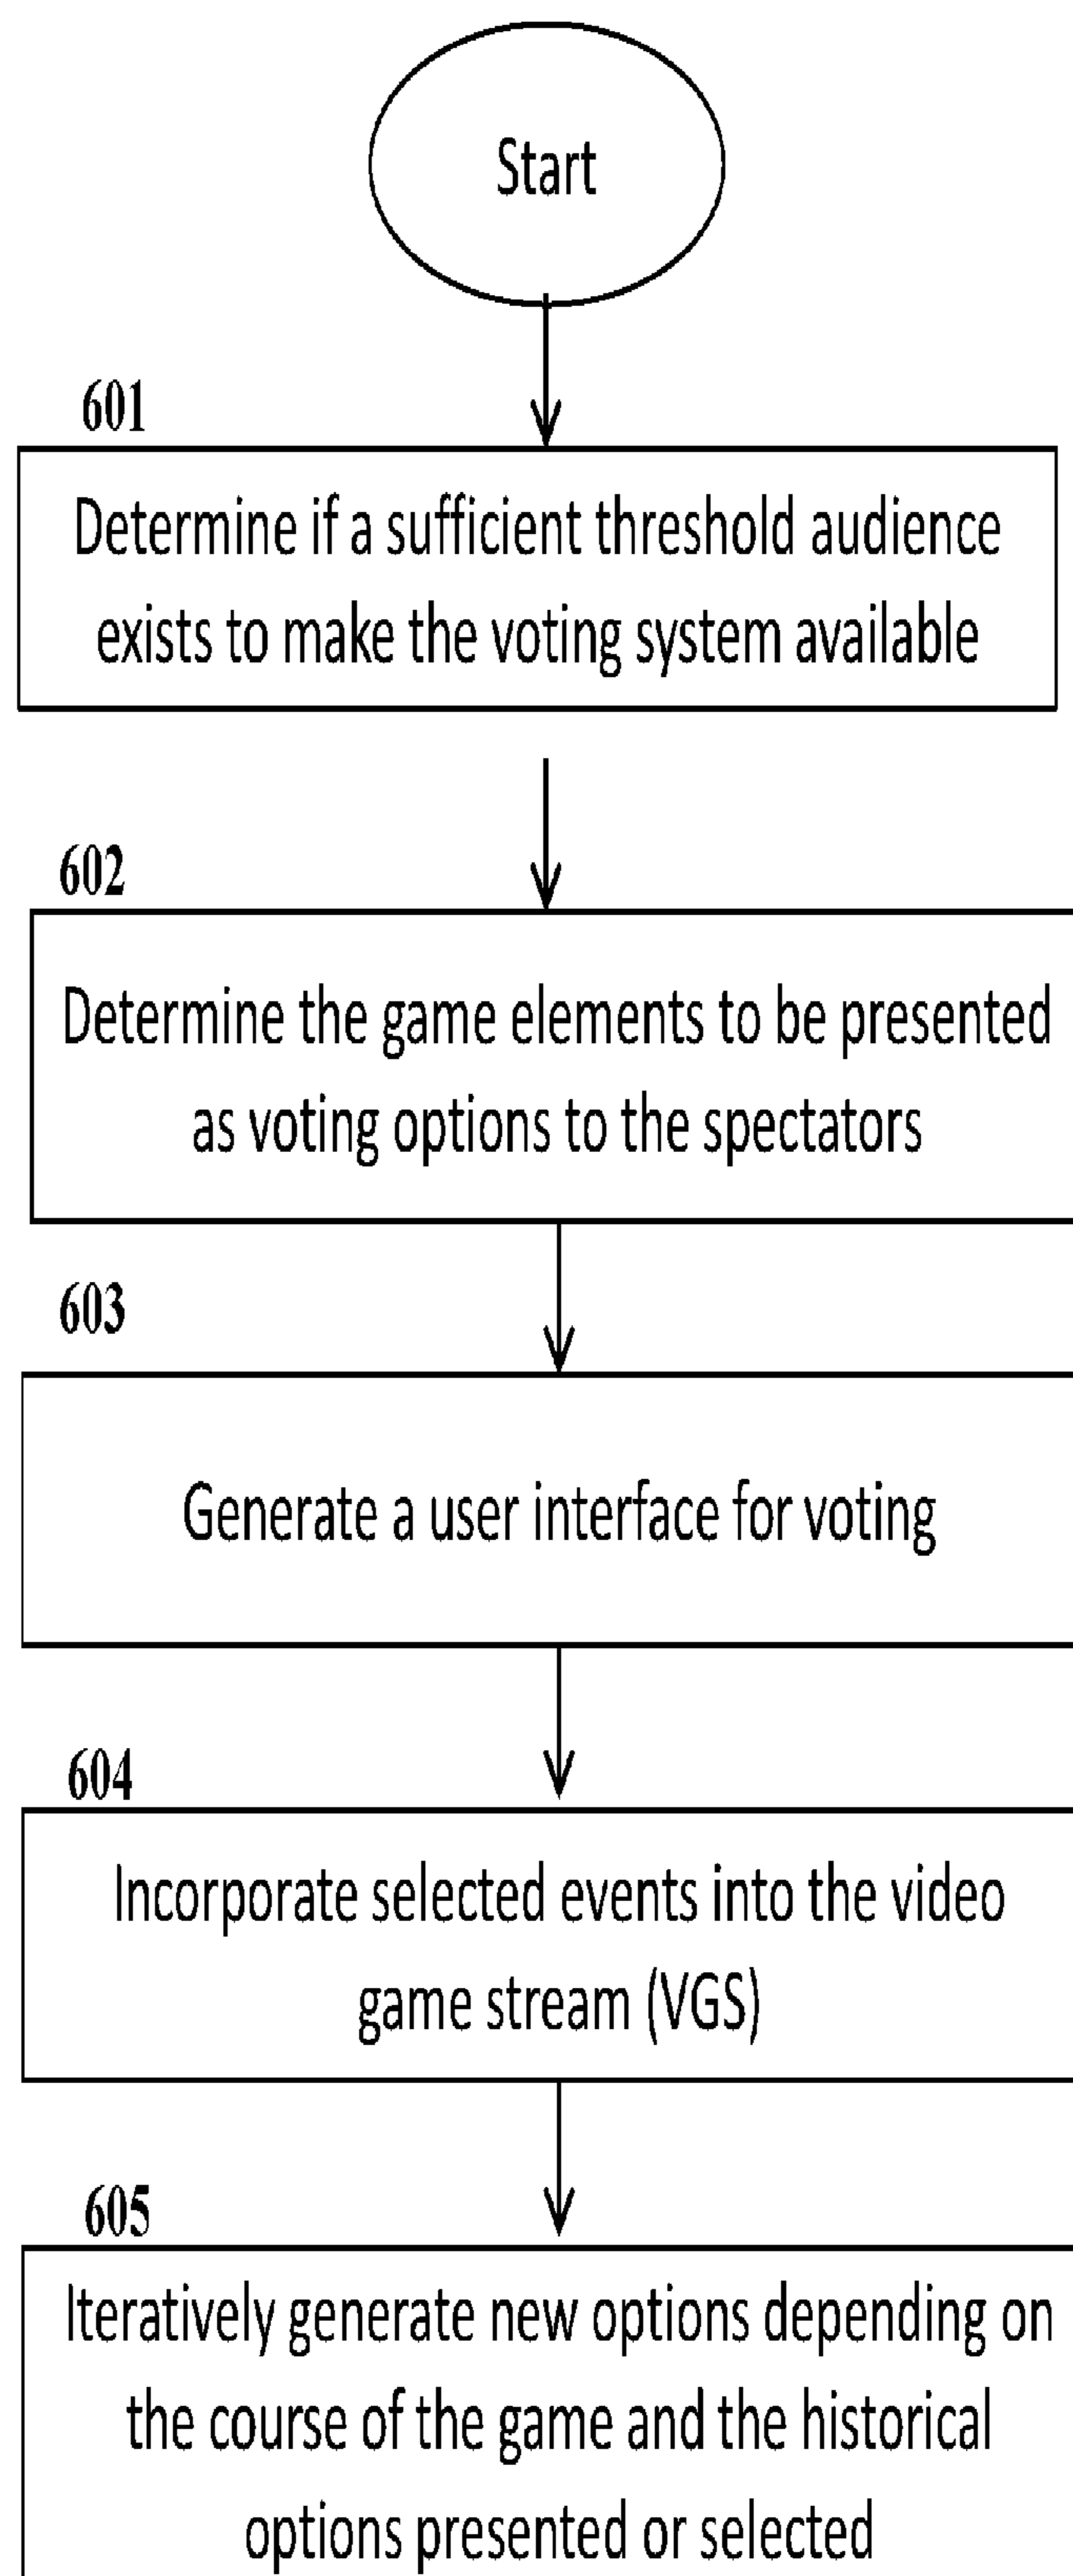 Start
601
Determine if a sufficient threshold audience
exists to make the voting system available
602
Determine the game elements to be presented
as voting options to the spectators
603
Generate a user interface for voting
604
Incorporate selected events into the video
game stream (VGS)
605
Iteratively generate new options depending on
the course of the game and the historical
options presented or selected